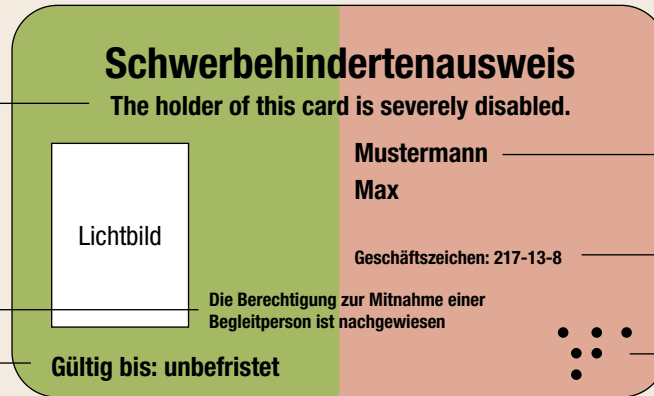 Schwerbehindertenausweis
The holder of this card is severely disabled.
Mustermann
Max
Lichtbild
Geschäftszeichen: 217-13-8
Die Berechtigung zur Mitnahme einer
Begleitperson ist nachgewiesen
Gültig bis: unbefristet